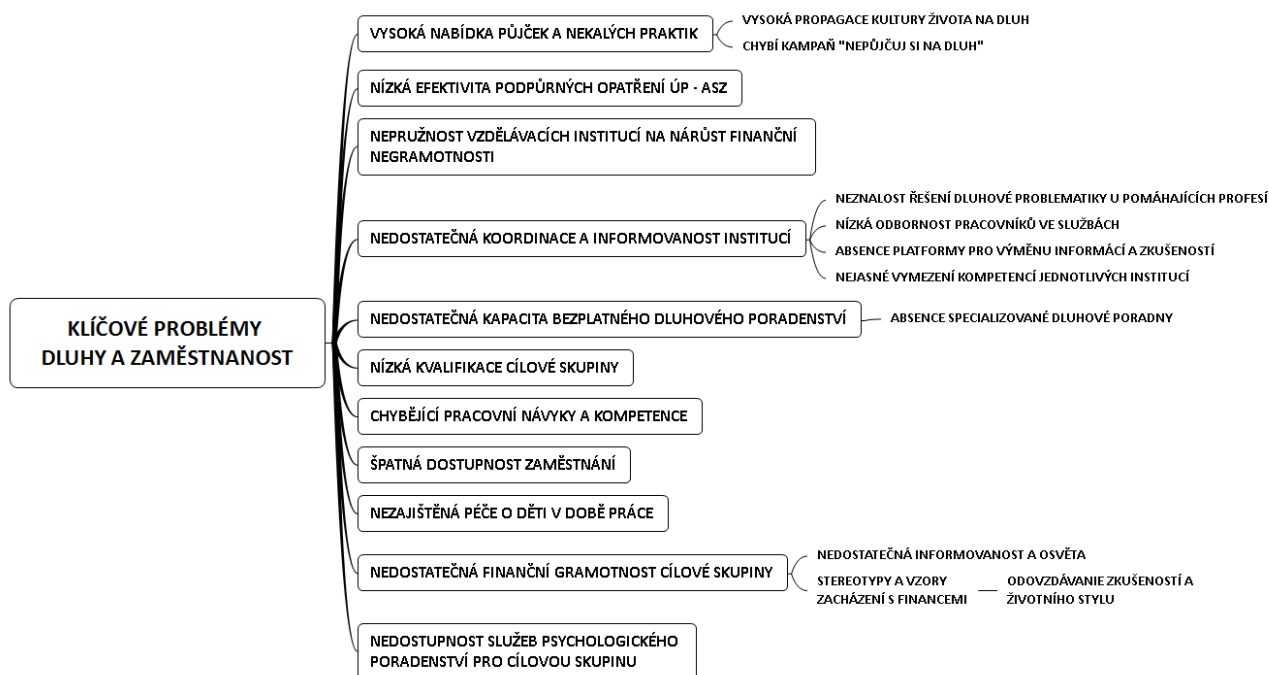 VYSOKÁ NABÍDKA PŮJČEK A NEKALÝCH PRAKTIK
VYSOKÁ PROPAGACE KULTURY ŽIVOTA NA DLUH
CHYBÍ KAMPAŇ "NEPŮJČUJ SI NA DLUH"
NÍZKÁ EFEKTIVITA PODPŮRNÝCH OPATŘENÍ ÚP - ASZ
NEPRUŽNOST VZDĚLÁVACÍCH INSTITUCÍ NA NÁRŮST FINANČNÍ
NEGRAMOTNOSTI
NEDOSTATEČNÁ KOORDINACE A INFORMOVANOST INSTITUCÍ
NEZNALOST ŘEŠENÍ DLUHOVÉ PROBLEMATIKY U POMÁHAJÍCÍCH PROFESÍ
NÍZKÁ ODBORNOST PRACOVNÍKŮ VE SLUŽBÁCH
ABSENCE PLATFORMY PRO VÝMĚNU INFORMÁCÍ A ZKUŠENOSTÍ
NEJASNÉ VYMEZENÍ KOMPETENCÍ JEDNOTLIVÝCH INSTITUCÍ
KLÍČOVÉ PROBLÉMY
DLUHY A ZAMĚSTNANOST
NEDOSTATEČNÁ KAPACITA BEZPLATNÉHO DLUHOVÉHO PORADENSTVÍ
ABSENCE SPECIALIZOVANÉ DLUHOVÉ PORADNY
NÍZKÁ KVALIFIKACE CÍLOVÉ SKUPINY
CHYBĚJÍCÍ PRACOVNÍ NÁVYKY A KOMPETENCE
ŠPATNÁ DOSTUPNOST ZAMĚSTNÁNÍ
NEZAJIŠTĚNÁ PÉČE O DĚTI V DOBĚ PRÁCE
NEDOSTATEČNÁ FINANČNÍ GRAMOTNOST CÍLOVÉ SKUPINY
NEDOSTATEČNÁ INFORMOVANOST A OSVĚTA
STEREOTYPY A VZORY
ZACHÁZENÍ S FINANCEMI
ODOVZDÁVANIE ZKUŠENOSTÍ A
ŽIVOTNÍHO STYLU
NEDOSTUPNOST SLUŽEB PSYCHOLOGICKÉHO
PORADENSTVÍ PRO CÍLOVOU SKUPINU